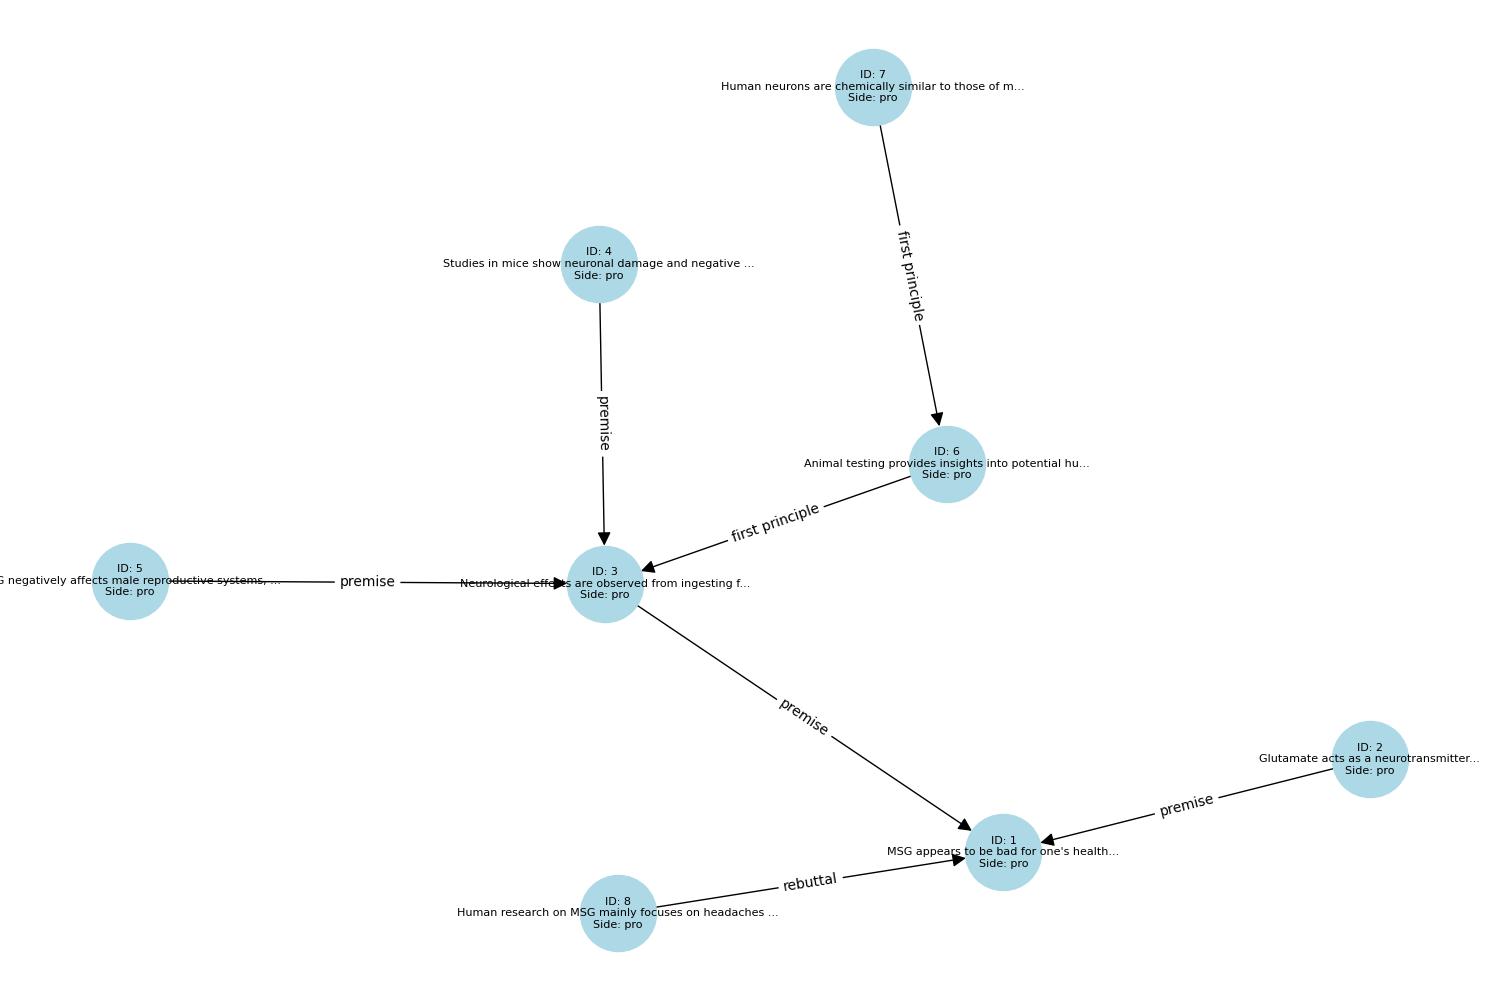 ID: 7
Human neurons are chemically similar to those of m...
Side: pro
first principle
ID: 4
Studies in mice show neuronal damage and negative ...
Side: pro
premise
ID: 6
Animal testing provides insights into potential hu...
Side: pro
first principle
ID: 5
G negatively affects male reproductive systems, ...
Side: pro
premise
ID: 3
Neurological effects are observed from ingesting f...
Side: pro
premise
ID: 2
Glutamate acts as a neurotransmitter...
Side: pro
premise
ID: 1
MSG appears to be bad for one's health...
Side: pro
rebuttal
ID: 8
Human research on MSG mainly focuses on headaches ...
Side: pro